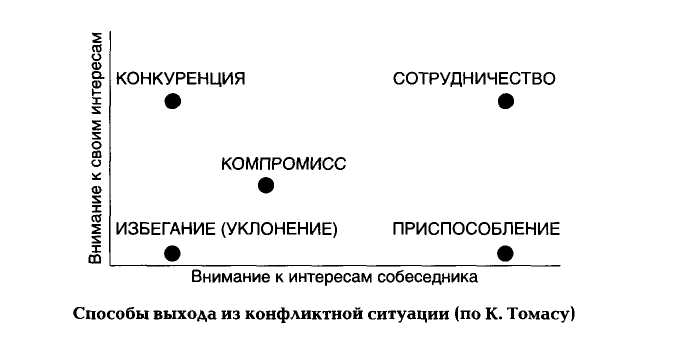 Внимание к своим интересам
КОНКУРЕНЦИЯ
СОТРУДНИЧЕСТВО
КОМПРОМИСС
ИЗБЕГАНИЕ (УКЛОНЕНИЕ)
ПРИСПОСОБЛЕНИЕ
Внимание к интересам собеседника
Способы выхода из конфликтной ситуации (по К. Томасу)